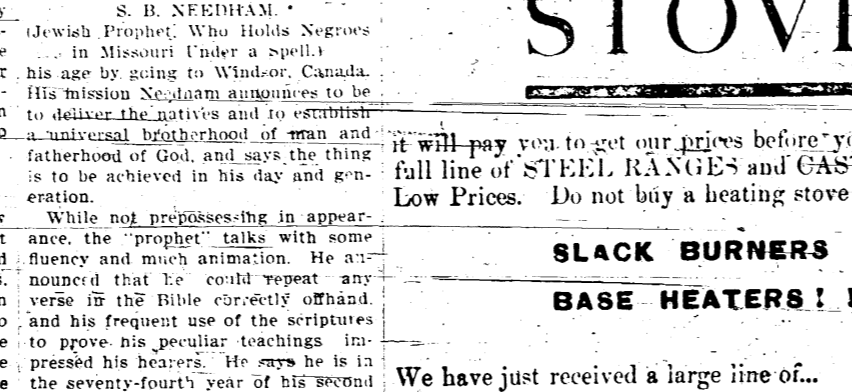 S. B. NEEDHAM.
(Jewish Prophet Who Holds Negroes
in Missouri Under a Spell.)
his age by going to Windsor, Canada.
His mission Needham announces to be
to deliver the natives and to establish
a universal brotherhood of man and
fatherhood of God, and says the thing
is to be achieved in his day and gen-
eration.
While not prepossessing in appear-
ance, the "prophet" talks with some
fluency and much animation. He an-
nounced that he could repeat any
verse in the Bible correctly offhand,
and his frequent use of the scriptures
to prove his peculiar teachings im-
pressed his hearers. He says he is in
the seventy-fourth year of his second
STOV
it will pay you to get our prices before
full line of STEEL RANGES and CAS
Low Prices. Do not buy a heating stove
SLACK BURNERS
BASE HEATERS!
We have just received a large line of...